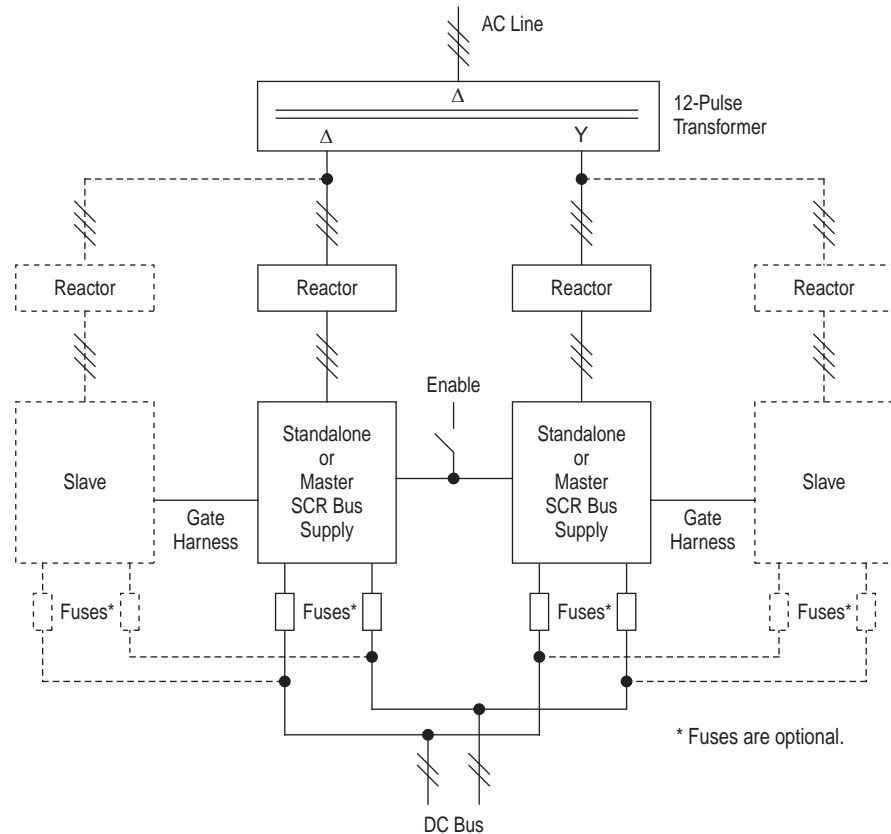 AC Line
Δ
12-Pulse
Transformer
Δ
Y
Reactor
Reactor
Reactor
Reactor
Enable
Slave
Standalone
or
Master
SCR Bus
Supply
Standalone
or
Master
SCR Bus
Supply
Slave
Gate
Harness
Gate
Harness
Fuses*
Fuses*
Fuses*
Fuses*
* Fuses are optional.
DC Bus